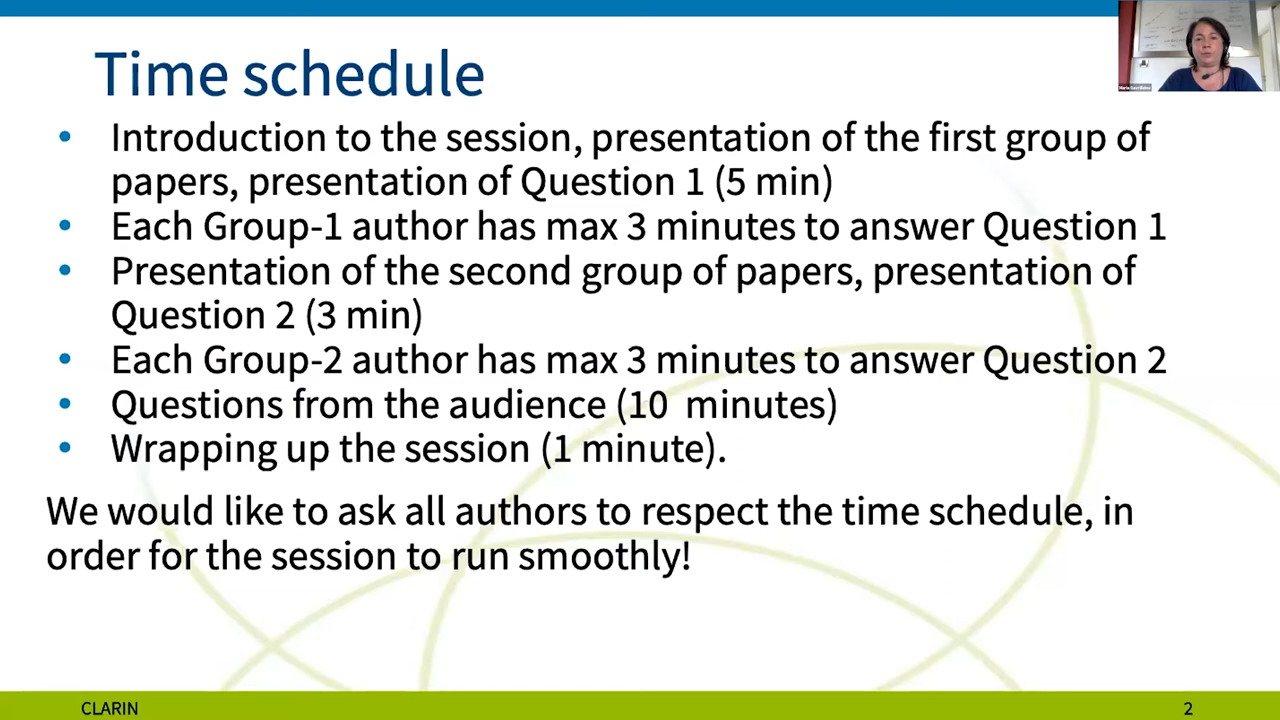 Time schedule
• Introduction to the session, presentation of the first group of
papers, presentation of Question 1 (5 min)
• Each Group-1 author has max 3 minutes to answer Question 1
• Presentation of the second group of papers, presentation of
Question 2 (3 min)
• Each Group-2 author has max 3 minutes to answer Question 2
• Questions from the audience (10  minutes)
• Wrapping up the session (1 minute).
We would like to ask all authors to respect the time schedule, in
order for the session to run smoothly!
CLARIN
2